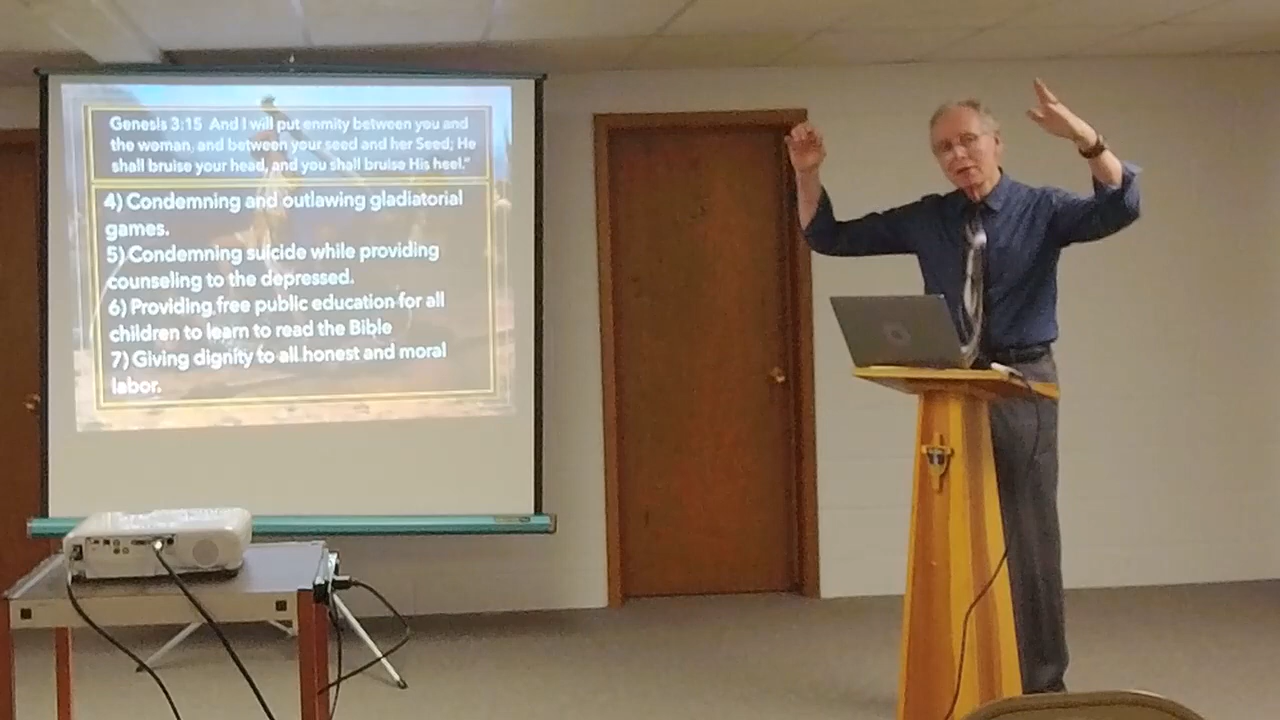 Genesis 3:15 And I will put enmity between you and
the woman, and between your seed and her Seed; He
shall bruise your head, and you shall bruise His heel."
4) Condemning and outlawing gladiatorial
games.
5) Condemning suicide while providing
counseling to the depressed.
6) Providing free public education for all
children to learn to read the Bible
7) Giving dignity to all honest and moral
labor.